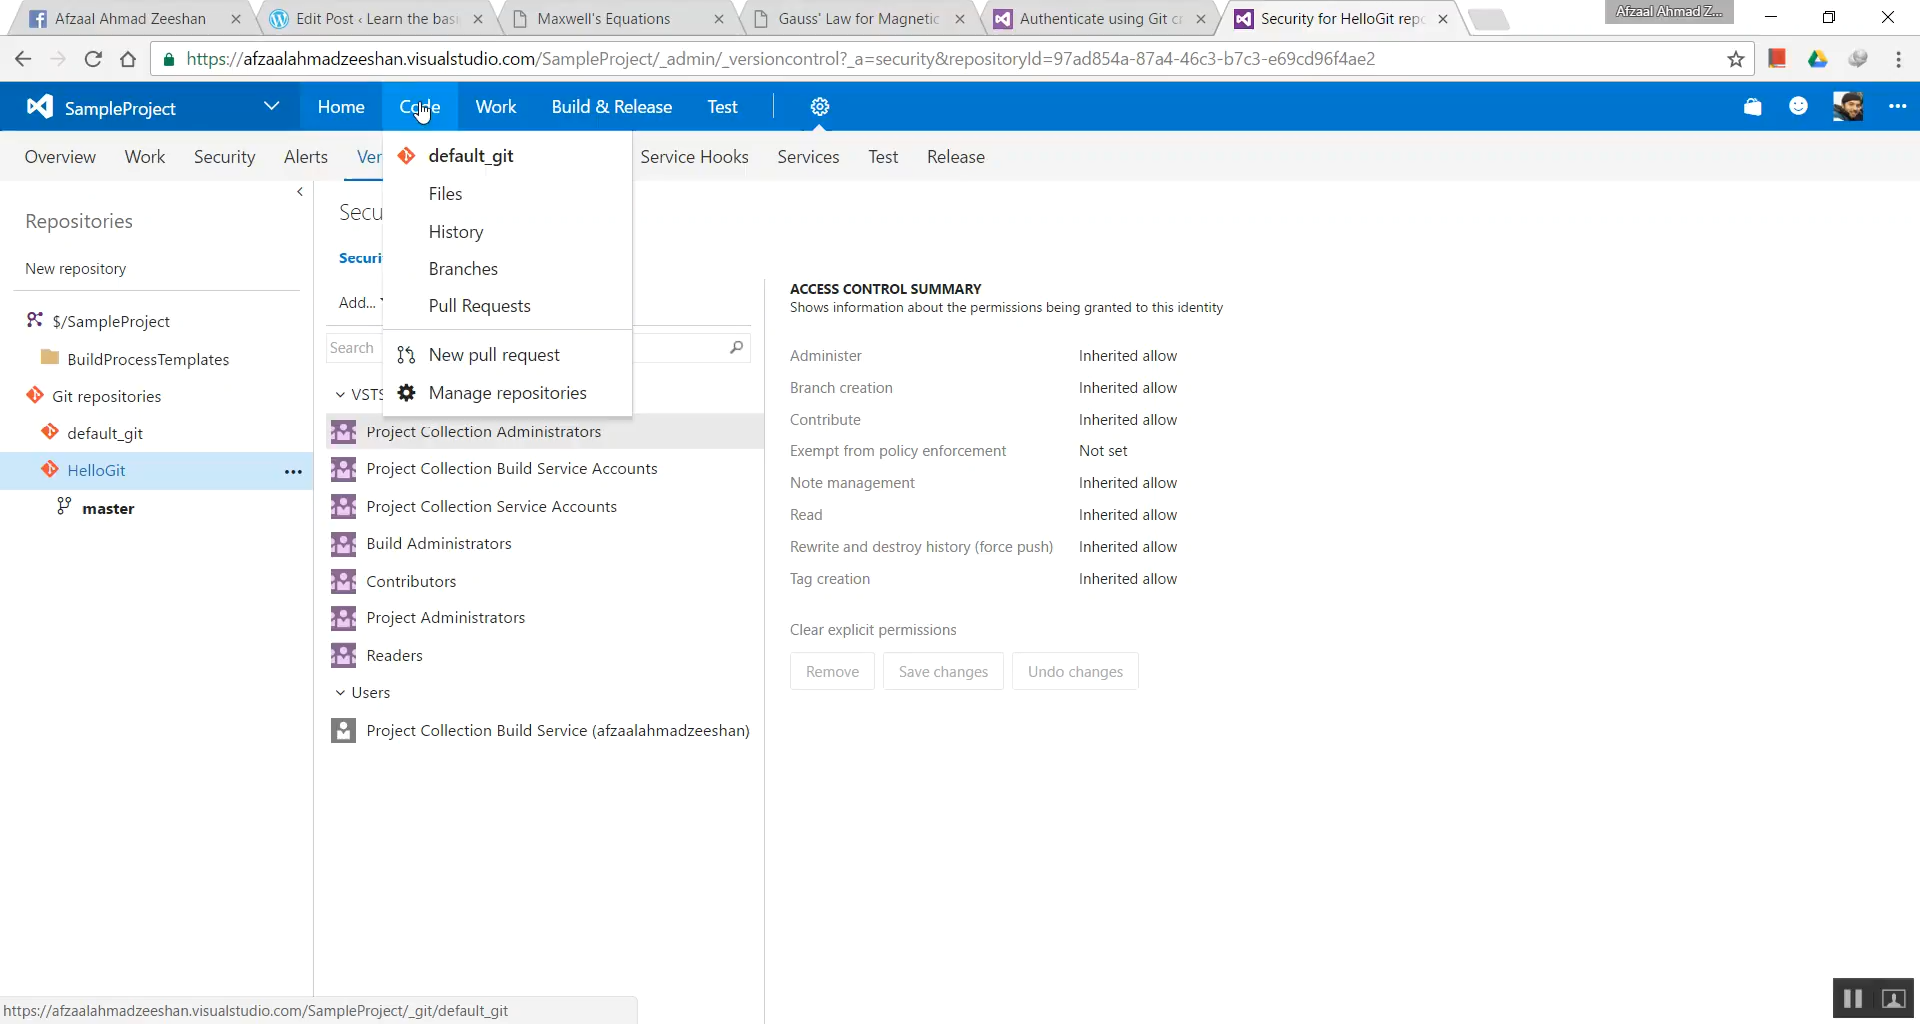 Afzaal Ahmad Zeeshan
Edit Post ‹ Learn the bas
Maxwell's Equations
Gauss' Law for Magnetic
Authenticate using Git cr
Security for HelloGit repo
Afzaal Ahmad Z...
https://afzaalahmadzeeshan.visualstudio.com/SampleProject/_admin/_versioncontrol?_a=security&repositoryId=97ad854a-87a4-46c3-b7c3-e69cd96f4ae2
SampleProject
Home
Code
Work
Build & Release
Test
Overview
Work
Security
Alerts
Ver
Service Hooks
Services
Test
Release
default_git
Files
History
Branches
Pull Requests
New pull request
Manage repositories
Repositories
New repository
$/SampleProject
BuildProcessTemplates
Git repositories
default_git
HelloGit
master
Secu
Securi
Add...
Search
VSTS
Project Collection Administrators
Project Collection Build Service Accounts
Project Collection Service Accounts
Build Administrators
Contributors
Project Administrators
Readers
Users
Project Collection Build Service (afzaalahmadzeeshan)
ACCESS CONTROL SUMMARY
Shows information about the permissions being granted to this identity
Administer Inherited allow
Branch creation Inherited allow
Contribute Inherited allow
Exempt from policy enforcement Not set
Note management Inherited allow
Read Inherited allow
Rewrite and destroy history (force push) Inherited allow
Tag creation Inherited allow
Clear explicit permissions
Remove
Save changes
Undo changes
https://afzaalahmadzeeshan.visualstudio.com/SampleProject/_git/default_git